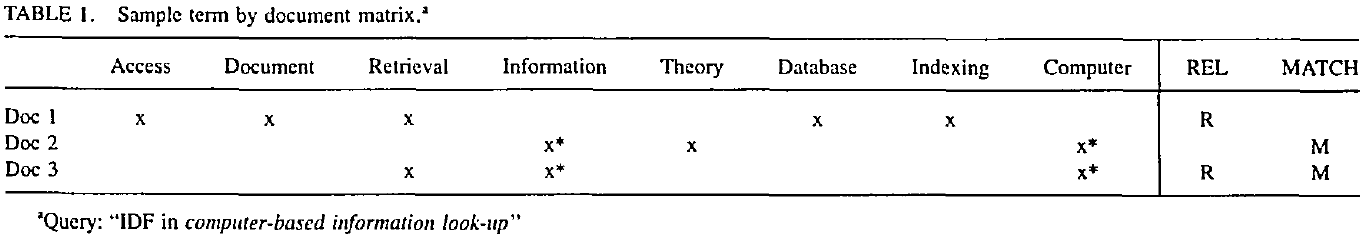 TABLE 1. Sample term by document matrix.ª
Access Document Retrieval Information Theory Database Indexing Computer REL MATCH
Doc 1 x x x x x R
Doc 2 x* x x* M
Doc 3 x x* x* R M
ªQuery: "IDF in computer-based information look-up"